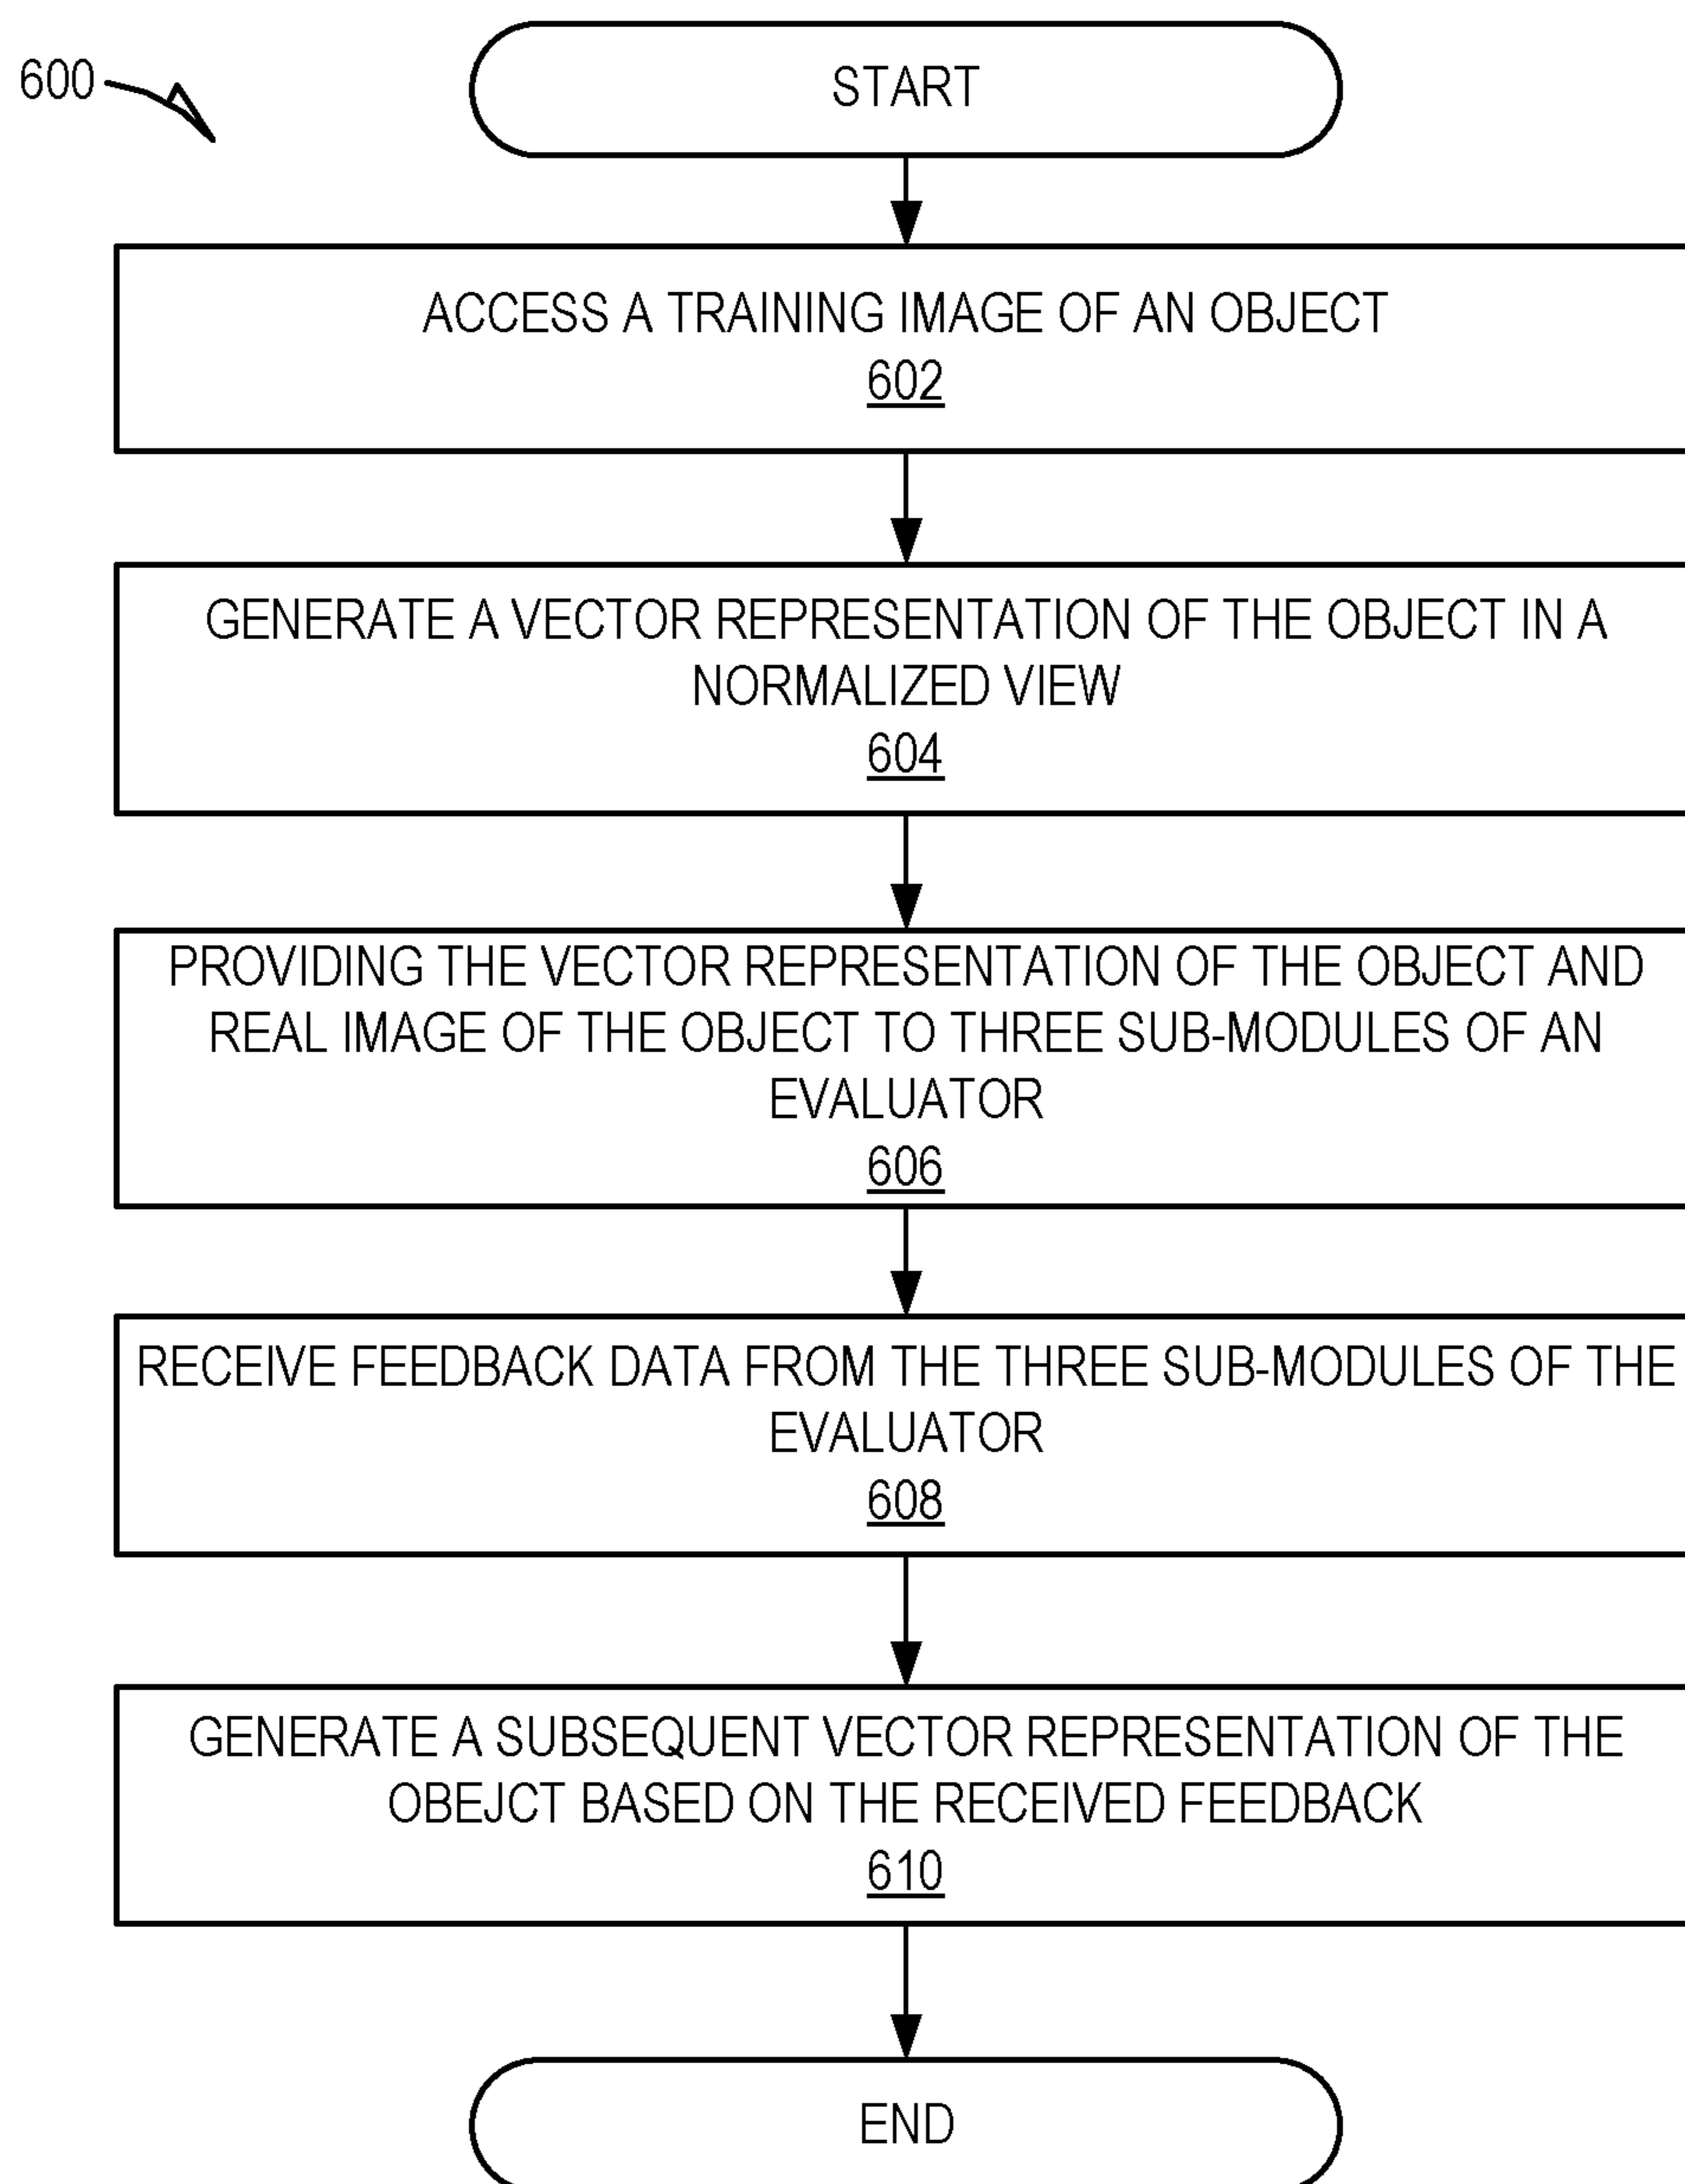 600
START
ACCESS A TRAINING IMAGE OF AN OBJECT
602
GENERATE A VECTOR REPRESENTATION OF THE OBJECT IN A
NORMALIZED VIEW
604
PROVIDING THE VECTOR REPRESENTATION OF THE OBJECT AND
REAL IMAGE OF THE OBJECT TO THREE SUB-MODULES OF AN
EVALUATOR
606
RECEIVE FEEDBACK DATA FROM THE THREE SUB-MODULES OF THE
EVALUATOR
608
GENERATE A SUBSEQUENT VECTOR REPRESENTATION OF THE
OBEJCT BASED ON THE RECEIVED FEEDBACK
610
END